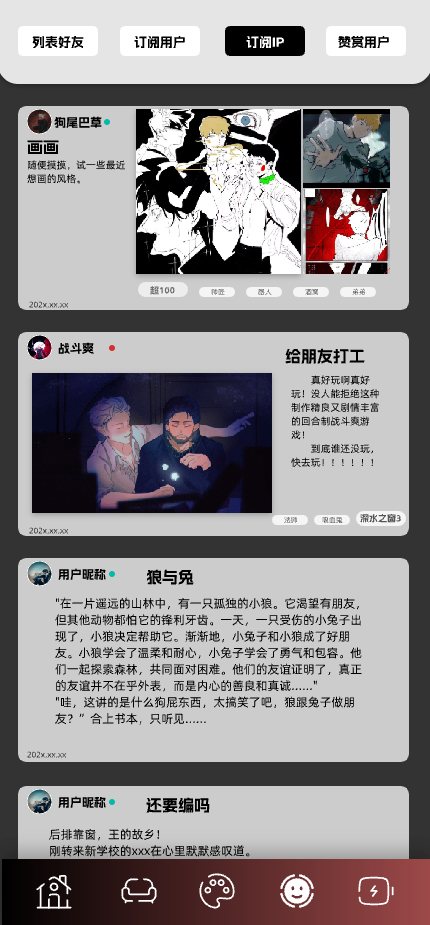 列表好友
订阅用户
订阅IP
赞赏用户
狗尾巴草
画画
随便摸摸，试一些最近
想画的风格。
超100
帅匠
愚人
酒窝
弟弟
202x.xx.xx
战斗爽
给朋友打工
真好玩啊真好
玩！没人能拒绝这种
制作精良又剧情丰富
的回合制战斗爽游
戏！
到底谁还没玩，
快去玩！！！！！！
法师
吸血鬼
深水之窟3
202x.xx.xx
用户昵称
狼与兔
"在一片遥远的山林中，有一只孤独的小狼。它渴望有朋友，
但其他动物都怕它的锋利牙齿。一天，一只受伤的小兔子出
现了，小狼决定帮助它。渐渐地，小兔子和小狼成了好朋
友。小狼学会了温柔和耐心，小兔子学会了勇气和包容。他
们一起探索森林，共同面对困难。他们的友谊证明了，真正
的友谊并不在乎外表，而是内心的善良和真诚......"
"哇，这讲的是什么狗屁东西，太搞笑了吧，狼跟兔子做朋
友？”合上书本，只听见......
202x.xx.xx
用户昵称
还要编吗
后排靠窗，王的故乡！
刚转来新学校的xxx在心里默默感叹道。